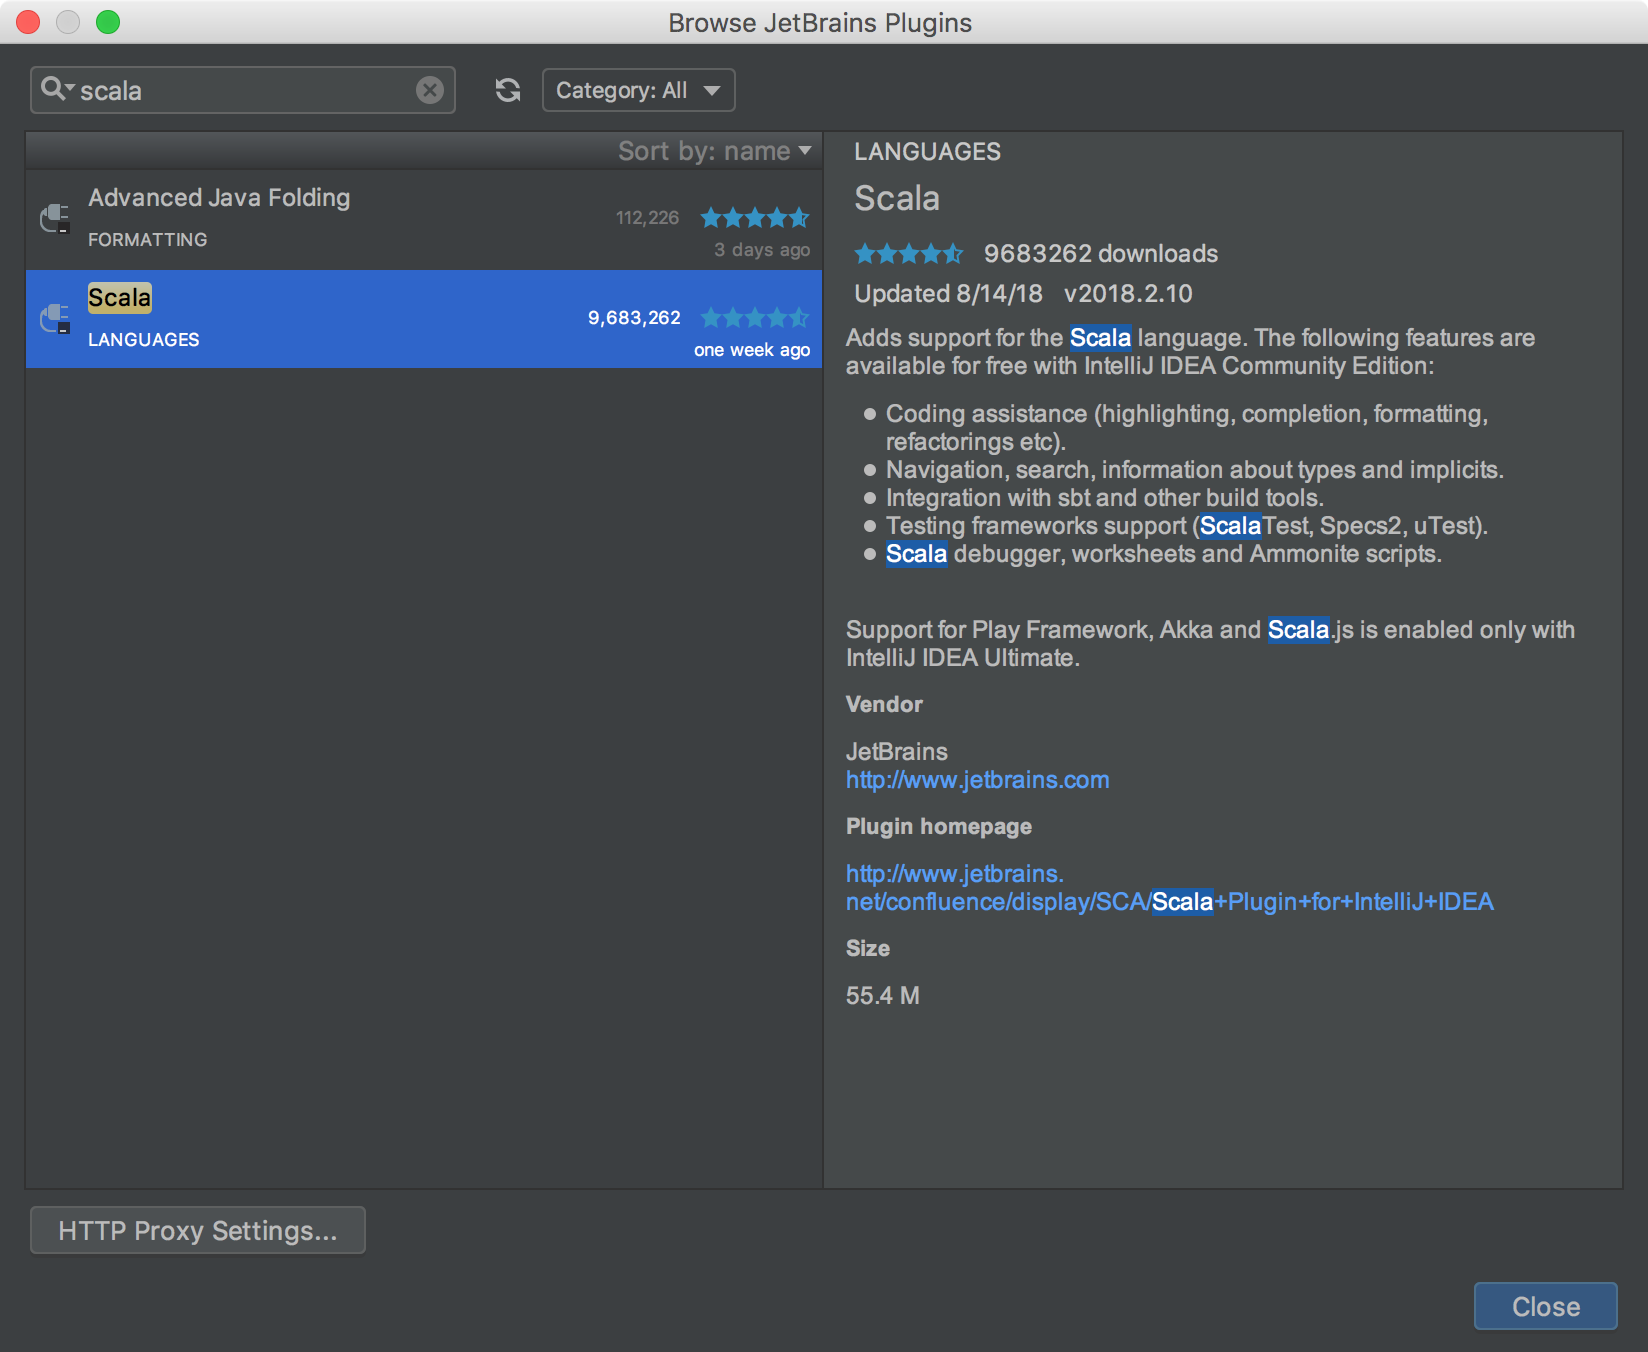 Browse JetBrains Plugins
scala
Category: All
Sort by: name
Advanced Java Folding
112,226
FORMATTING
3 days ago
Scala
9,683,262
LANGUAGES
one week ago
LANGUAGES
Scala
9683262 downloads
Updated 8/14/18 v2018.2.10
Adds support for the Scala language. The following features are
available for free with IntelliJ IDEA Community Edition:
Coding assistance (highlighting, completion, formatting,
refactorings etc).
Navigation, search, information about types and implicits.
Integration with sbt and other build tools.
Testing frameworks support (ScalaTest, Specs2, uTest).
Scala debugger, worksheets and Ammonite scripts.
Support for Play Framework, Akka and Scala.js is enabled only with
IntelliJ IDEA Ultimate.
Vendor
JetBrains
http://www.jetbrains.com
Plugin homepage
http://www.jetbrains.
net/confluence/display/SCA/Scala+Plugin+for+IntelliJ+IDEA
Size
55.4 M
HTTP Proxy Settings...
Close